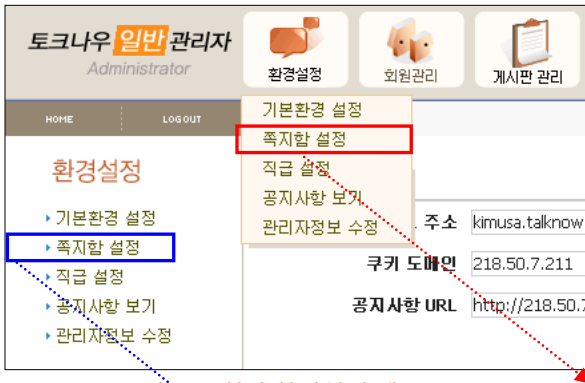 토크나우 일반 관리자
Administrator
환경설정
회원관리
게시판 관리
HOME
LOGOUT
기본환경 설정
쪽지함 설정
직급 설정
공지사항 보기
관리자정보 수정
환경설정
기본환경 설정
쪽지함 설정
직급 설정
공지사항 보기
관리자정보 수정
주소 kimusa.talknow
쿠키 도메인 218.50.7.211
공지사항 URL http://218.50.7